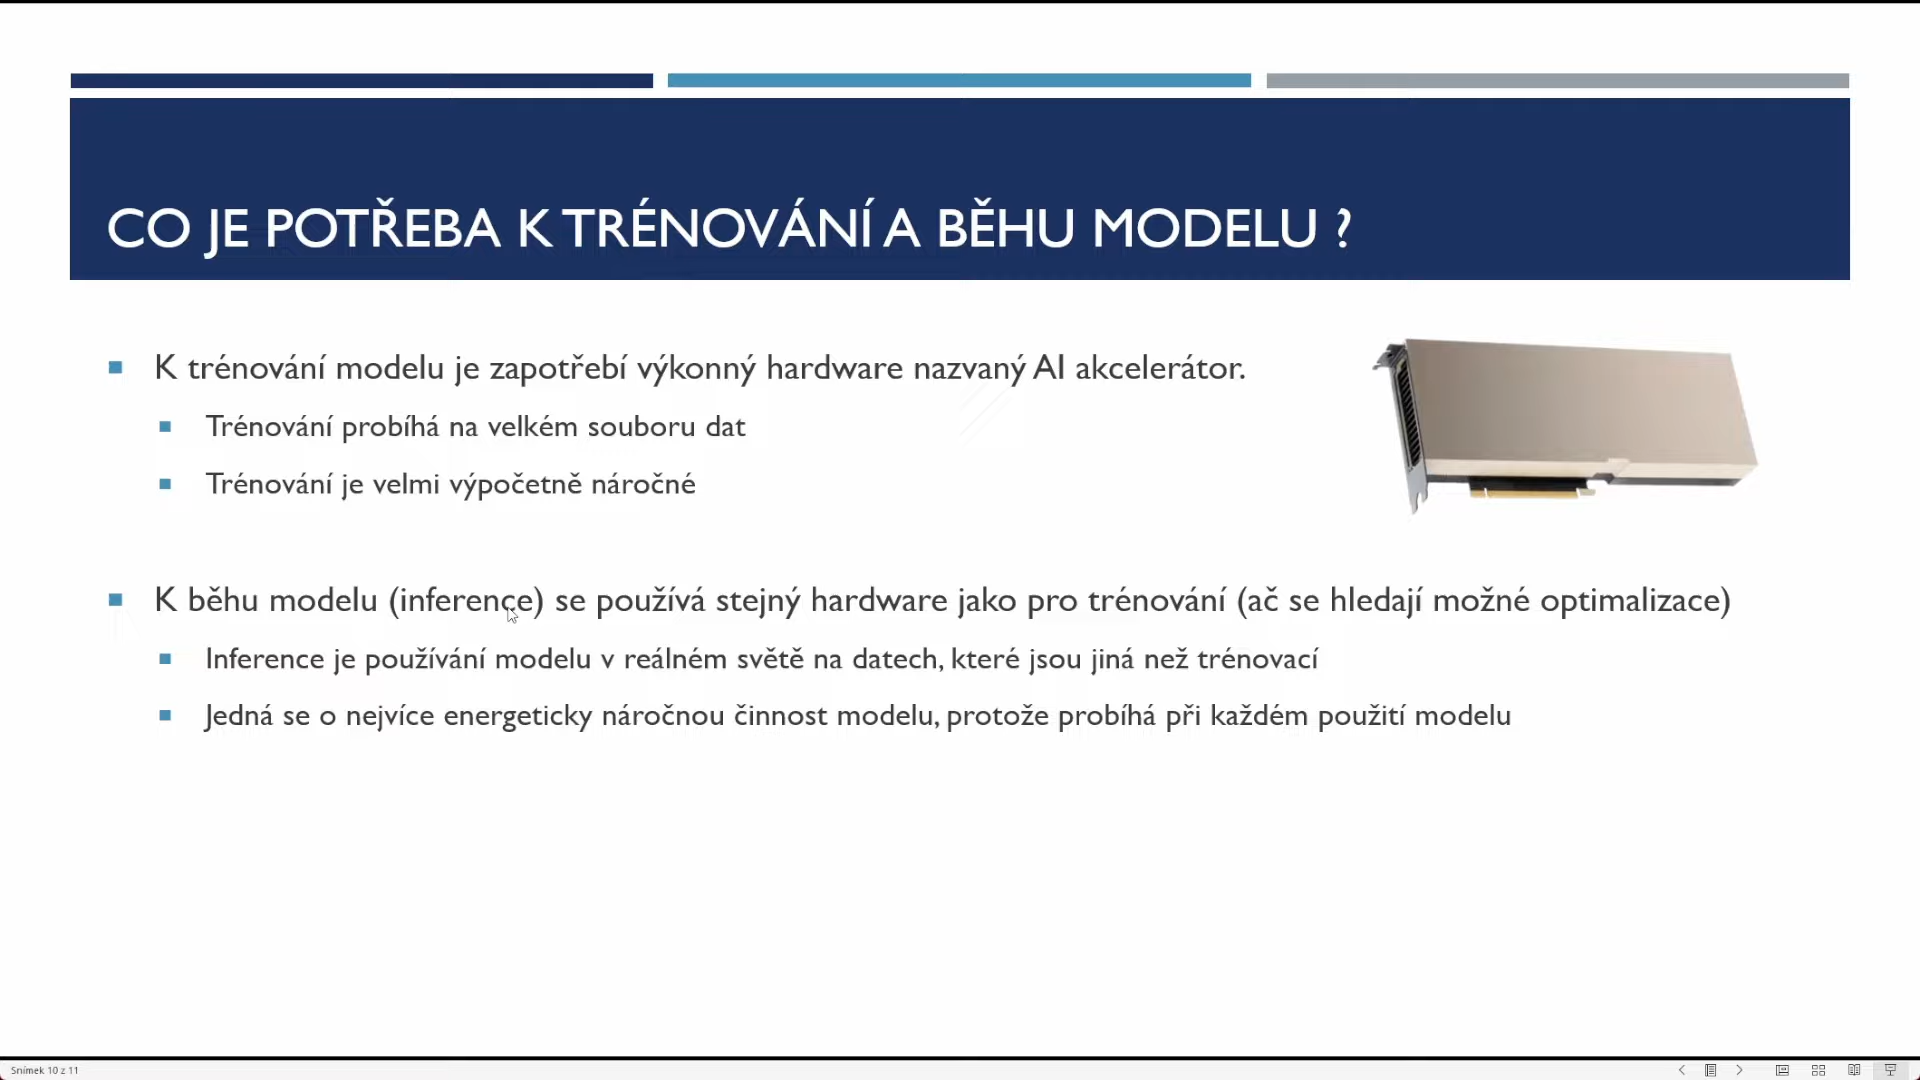 CO JE POTŘEBA K TRÉNOVÁNÍ A BĚHU MODELU ?
K trénování modelu je zapotřebí výkonný hardware nazvaný AI akcelerátor.
Trénování probíhá na velkém souboru dat
Trénování je velmi výpočetně náročné
K běhu modelu (inference) se používá stejný hardware jako pro trénování (ač se hledají možné optimalizace)
Inference je používání modelu v reálném světě na datech, které jsou jiná než trénovací
Jedná se o nejvíce energeticky náročnou činnost modelu, protože probíhá při každém použití modelu
Snímek 10 z 11